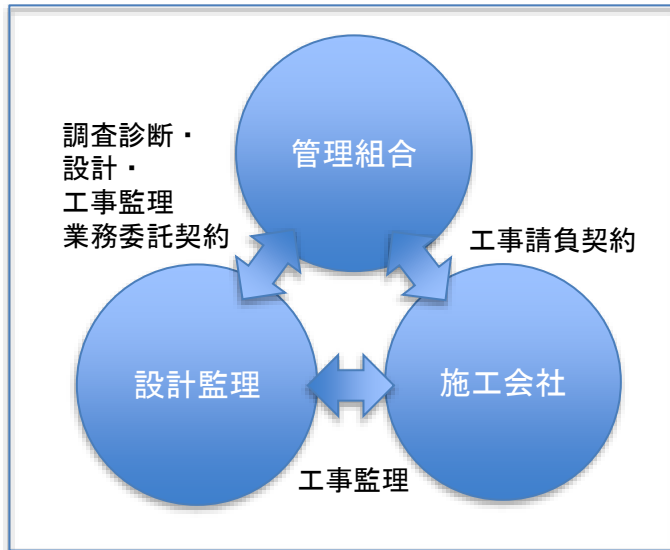 管理組合
調査診断・
設計・
工事監理
業務委託契約
工事請負契約
設計監理
施工会社
工事監理